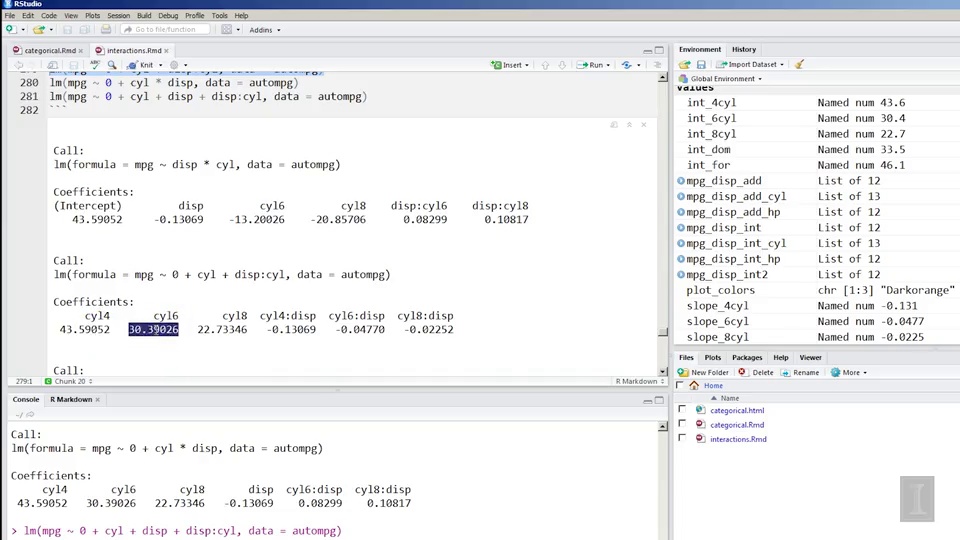 RStudio
File Edit Code View Plots Session Build Debug Profile Tools Help
Go to file/function Addins
categorical.Rmd interactions.Rmd
ABC Knit Insert Run
280 lm(mpg ~ 0 + cyl * disp, data = autompg)
281 lm(mpg ~ 0 + cyl + disp + disp:cyl, data = autompg)
282 ```
Call:
lm(formula = mpg ~ disp * cyl, data = autompg)
Coefficients:
(Intercept) disp cyl6 cyl8 disp:cyl6 disp:cyl8
43.59052 -0.13069 -13.20026 -20.85706 0.08299 0.10817
Call:
lm(formula = mpg ~ 0 + cyl + disp:cyl, data = autompg)
Coefficients:
cyl4 cyl6 cyl8 cyl4:disp cyl6:disp cyl8:disp
43.59052 30.39026 22.73346 -0.13069 -0.04770 -0.02252
Call:
279:1 Chunk 20 R Markdown
Console R Markdown
~/
Call:
lm(formula = mpg ~ 0 + cyl * disp, data = autompg)
Coefficients:
cyl4 cyl6 cyl8 disp cyl6:disp cyl8:disp
43.59052 30.39026 22.73346 -0.13069 0.08299 0.10817
> lm(mpg ~ 0 + cyl + disp + disp:cyl, data = autompg)
Environment History
Import Dataset
Global Environment
Values
int_4cyl Named num 43.6
int_6cyl Named num 30.4
int_8cyl Named num 22.7
int_dom Named num 33.5
int_for Named num 46.1
mpg_disp_add List of 12
mpg_disp_add_cyl List of 13
mpg_disp_add_hp List of 12
mpg_disp_int List of 12
mpg_disp_int_cyl List of 13
mpg_disp_int_hp List of 12
mpg_disp_int2 List of 12
plot_colors chr [1:3] "Darkorange"
slope_4cyl Named num -0.131
slope_6cyl Named num -0.0477
slope_8cyl Named num -0.0225
Files Plots Packages Help Viewer
New Folder Delete Rename More
Home
Name
categorical.html
categorical.Rmd
interactions.Rmd
I